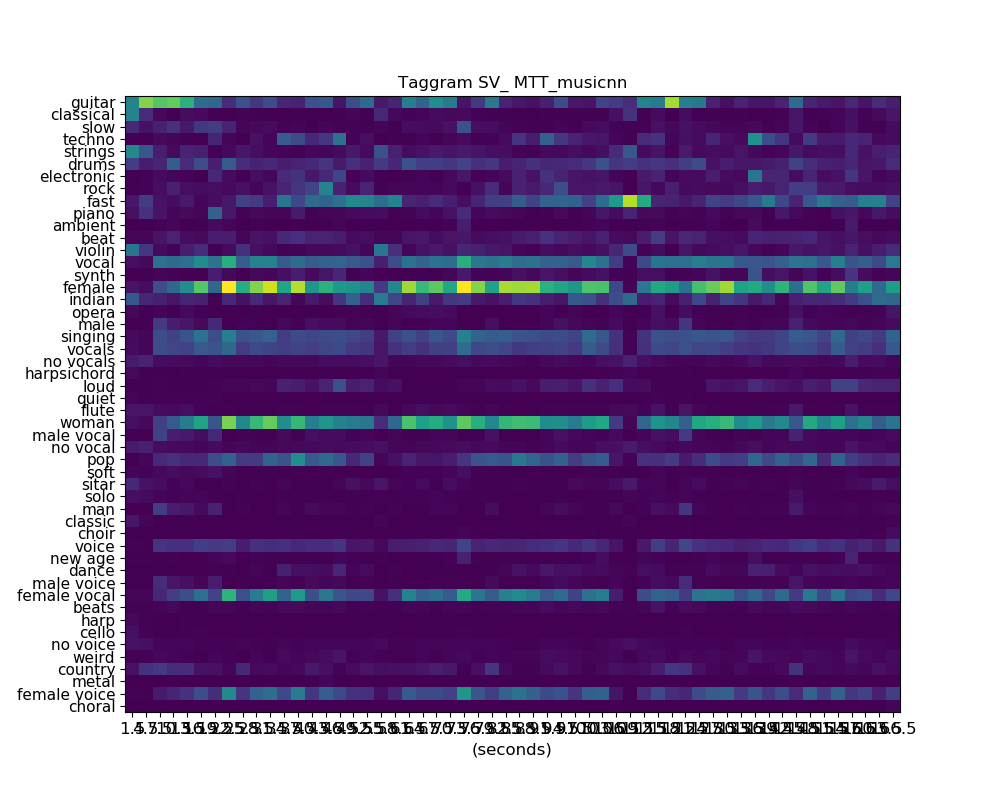 Taggram SV_ MTT_musicnn
guitar
classical
slow
techno
strings
drums
electronic
rock
fast
piano
ambient
beat
violin
vocal
synth
female
indian
opera
male
singing
vocals
no vocals
harpsichord
loud
quiet
flute
woman
male vocal
no vocal
pop
soft
sitar
solo
man
classic
choir
voice
new age
dance
male voice
female vocal
beats
harp
cello
no voice
weird
country
metal
female voice
choral
(seconds)